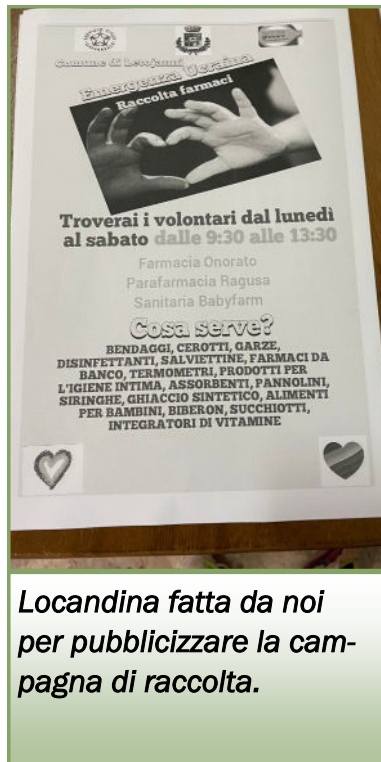 Comune di Letojanni
Emergenza Ucraina
Raccolta farmaci
Troverai i volontari dal lunedì
al sabato dalle 9:30 alle 13:30
Farmacia Onorato
Parafarmacia Ragusa
Sanitaria Babyfarm
Cosa serve?
BENDAGGI, CEROTTI, GARZE,
DISINFETTANTI, SALVIETTINE, FARMACI DA
BANCO, TERMOMETRI, PRODOTTI PER
L'IGIENE INTIMA, ASSORBENTI, PANNOLINI,
SIRINGHE, GHIACCIO SINTETICO, ALIMENTI
PER BAMBINI, BIBERON, SUCCHIOTTI,
INTEGRATORI DI VITAMINE
Locandina fatta da noi
per pubblicizzare la cam-
pagna di raccolta.